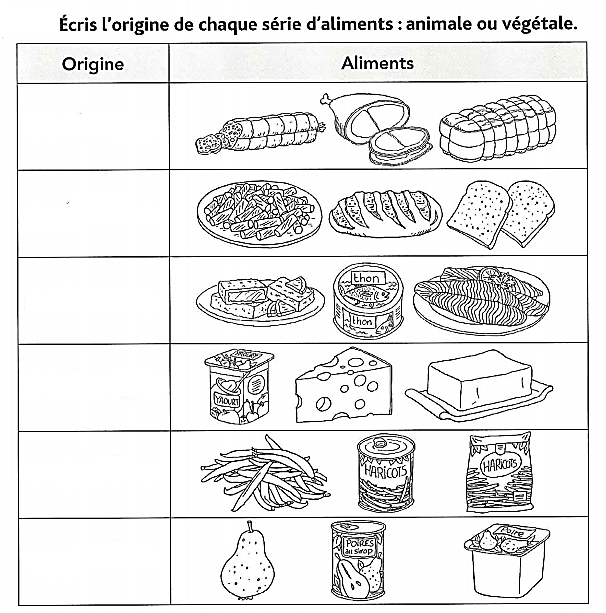 Écris l'origine de chaque série d'aliments : animale ou végétale.
Origine
Aliments
thon
thon
YAOURT
HARICOTS
HARICOTS
POIRES
au sirop
Poire